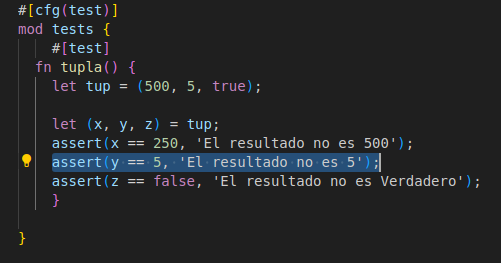 #[cfg(test)]
mod tests {
#[test]
fn tupla() {
let tup = (500, 5, true);
let (x, y, z) = tup;
assert(x == 250, 'El resultado no es 500');
assert(y == 5, 'El resultado no es 5');
assert(z == false, 'El resultado no es Verdadero');
}
}